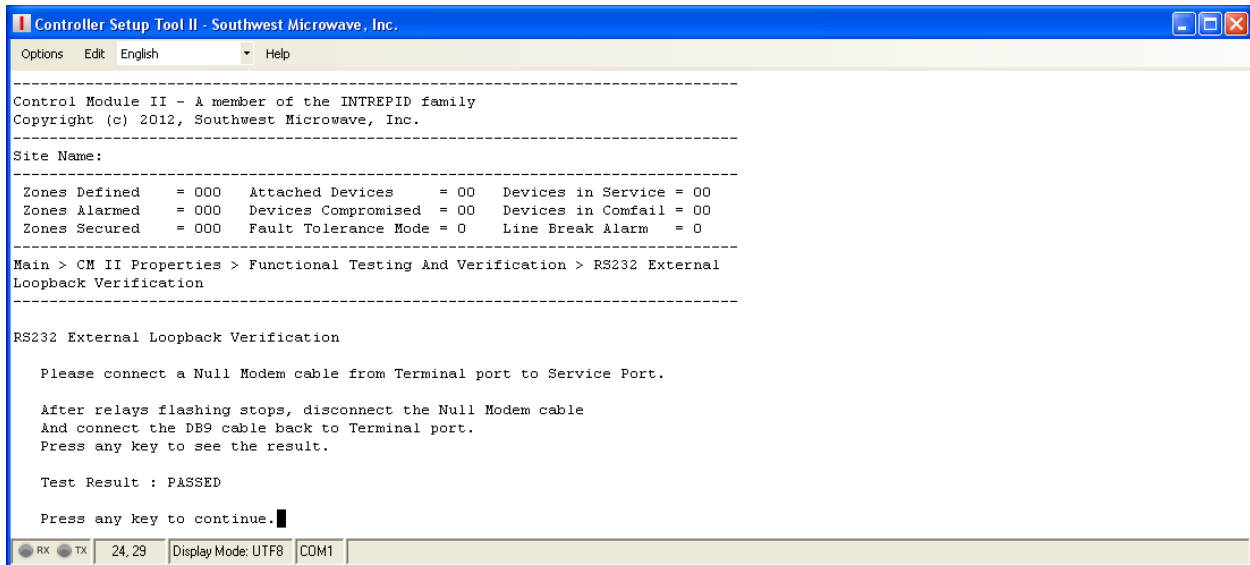 Controller Setup Tool II - Southwest Microwave, Inc.
Options Edit English Help
--------------------------------------------------------------------------------
Control Module II - A member of the INTREPID family
Copyright (c) 2012, Southwest Microwave, Inc.
--------------------------------------------------------------------------------
Site Name:
--------------------------------------------------------------------------------
Zones Defined = 000 Attached Devices = 00 Devices in Service = 00
Zones Alarmed = 000 Devices Compromised = 00 Devices in Comfail = 00
Zones Secured = 000 Fault Tolerance Mode = 0 Line Break Alarm = 0
--------------------------------------------------------------------------------
Main > CM II Properties > Functional Testing And Verification > RS232 External
Loopback Verification
--------------------------------------------------------------------------------
RS232 External Loopback Verification
Please connect a Null Modem cable from Terminal port to Service Port.
After relays flashing stops, disconnect the Null Modem cable
And connect the DB9 cable back to Terminal port.
Press any key to see the result.
Test Result : PASSED
Press any key to continue.
RX TX 24, 29 Display Mode: UTF8 COM1